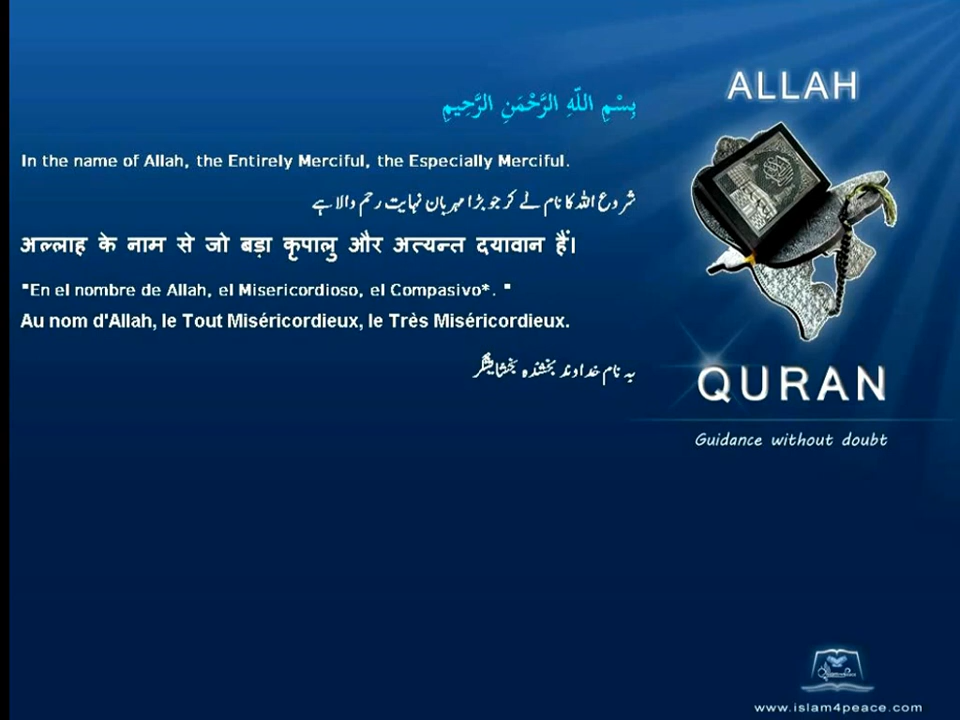 بِسْمِ اللّهِ الرَّحْمَنِ الرَّحِيمِ
In the name of Allah, the Entirely Merciful, the Especially Merciful.
شروع الله کا نام لے کر جو بڑا مہربان نہایت رحم والا ہے
अल्लाह के नाम से जो बड़ा कृपालु और अत्यन्त दयावान हैं।
"En el nombre de Allah, el Misericordioso, el Compasivo*. "
Au nom d'Allah, le Tout Miséricordieux, le Très Miséricordieux.
به نام خداوند بخشنده بخشایشگر
ALLAH
QURAN
Guidance without doubt
www.islam4peace.com